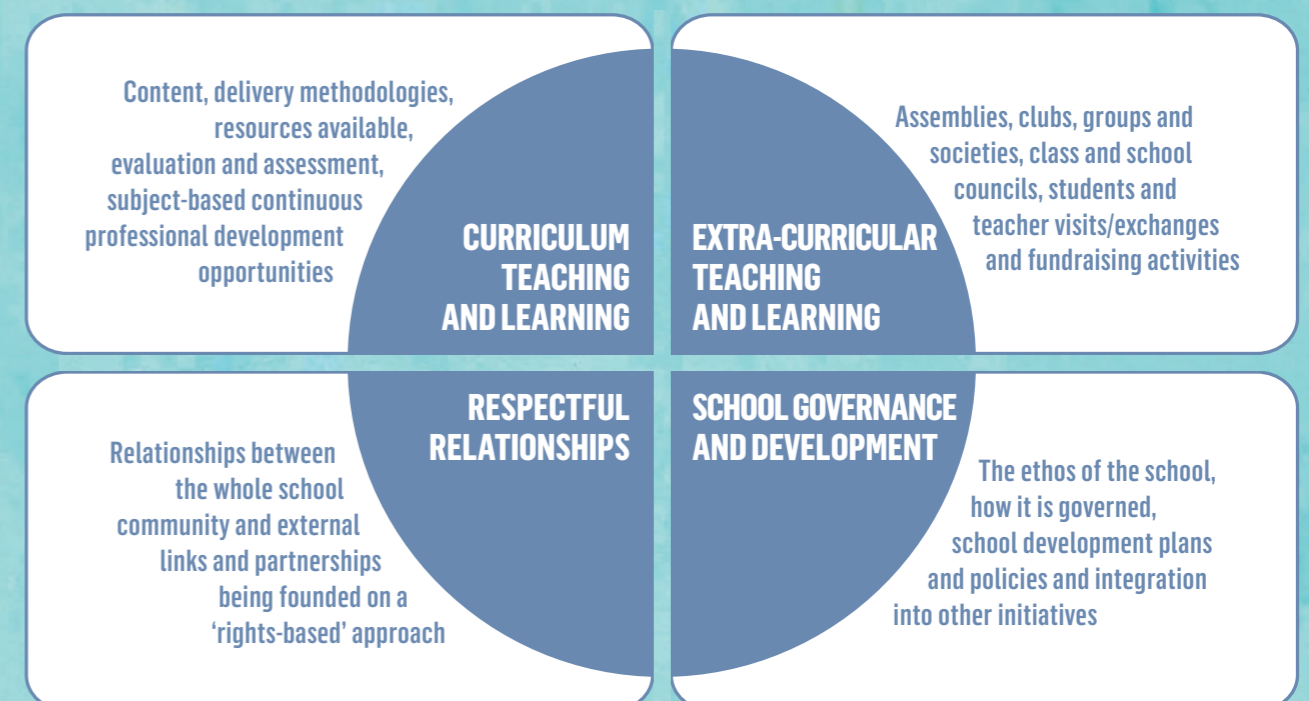 Content, delivery methodologies,
resources available,
evaluation and assessment,
subject-based continuous
professional development
opportunities
CURRICULUM
TEACHING
AND LEARNING
EXTRA-CURRICULAR
TEACHING
AND LEARNING
Assemblies, clubs, groups and
societies, class and school
councils, students and
teacher visits/exchanges
and fundraising activities
Relationships between
the whole school
community and external
links and partnerships
being founded on a
‘rights-based’ approach
RESPECTFUL
RELATIONSHIPS
SCHOOL GOVERNANCE
AND DEVELOPMENT
The ethos of the school,
how it is governed,
school development plans
and policies and integration
into other initiatives